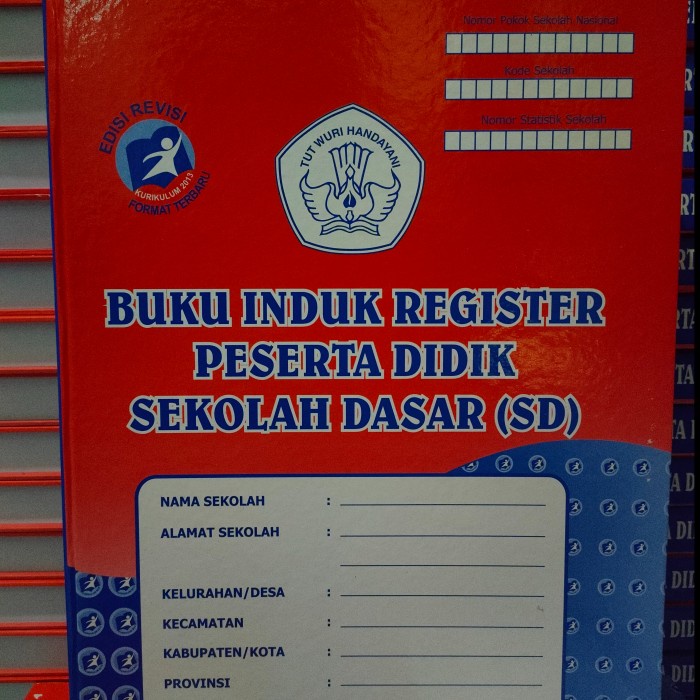 Nomor Pokok Sekolah Nasional
Kode Sekolah
Nomor Statistik Sekolah
EDISI REVISI
KURIKULUM 2013
FORMAT TERBARU
TUT WURI HANDAYANI
BUKU INDUK REGISTER
PESERTA DIDIK
SEKOLAH DASAR (SD)
NAMA SEKOLAH :
ALAMAT SEKOLAH :
KELURAHAN/DESA :
KECAMATAN :
KABUPATEN/KOTA :
PROVINSI :